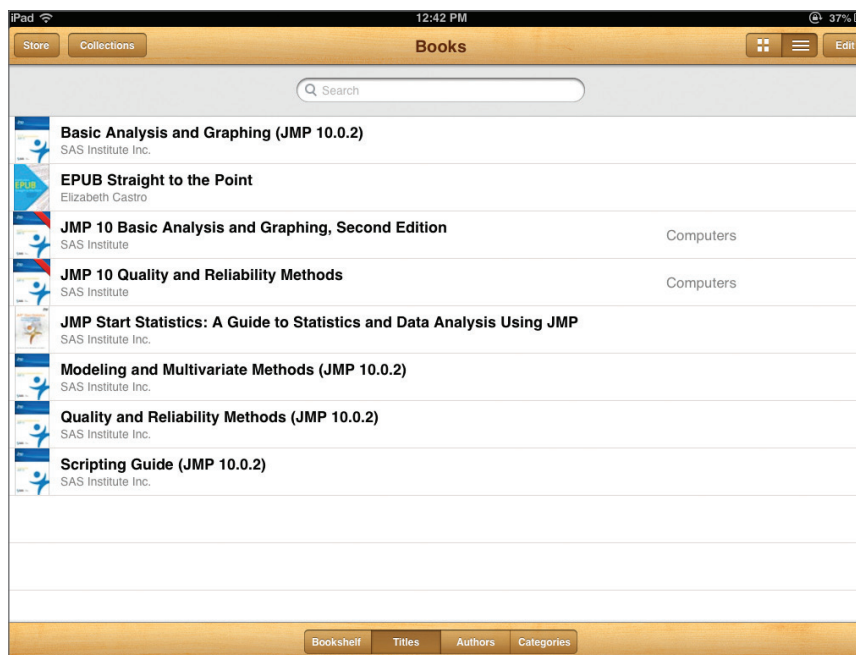 iPad 12:42 PM 37%
Store Collections Books Edit
Search
Basic Analysis and Graphing (JMP 10.0.2)
SAS Institute Inc.
EPUB
EPUB Straight to the Point
Elizabeth Castro
JMP 10 Basic Analysis and Graphing, Second Edition
SAS Institute
Computers
JMP 10 Quality and Reliability Methods
SAS Institute
Computers
JMP Start Statistics: A Guide to Statistics and Data Analysis Using JMP
SAS Institute Inc.
Modeling and Multivariate Methods (JMP 10.0.2)
SAS Institute Inc.
Quality and Reliability Methods (JMP 10.0.2)
SAS Institute Inc.
Scripting Guide (JMP 10.0.2)
SAS Institute Inc.
Bookshelf Titles Authors Categories